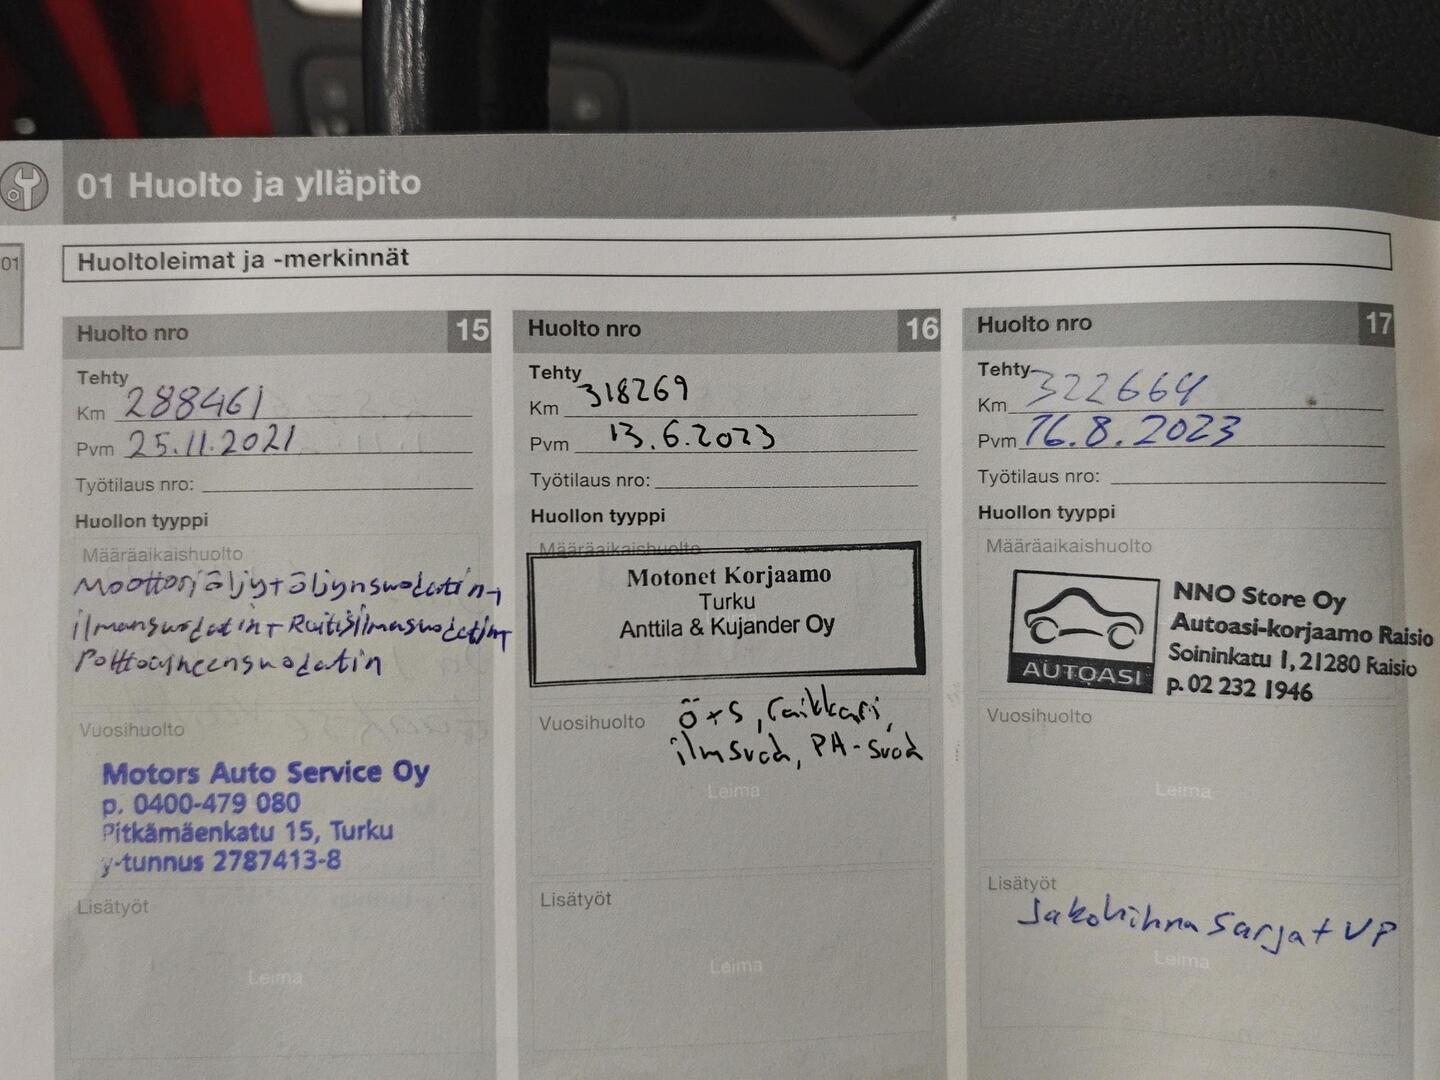 01 Huolto ja ylläpito
01
Huoltoleimat ja -merkinnät
Huolto nro 15
Tehty
Km 288461
Pvm 25.11.2021
Työtilaus nro:
Huollon tyyppi
Määräaikaishuolto
Moottoriöljy+öljynsuodatin+
ilmansuodatin+Raitisilmasuodatin+
Polttoaineensuodatin
Vuosihuolto
Motors Auto Service Oy
p. 0400-479 080
Pitkämäenkatu 15, Turku
y-tunnus 2787413-8
Lisätyöt
Leima
Huolto nro 16
Tehty
Km 318269
Pvm 13.6.2023
Työtilaus nro:
Huollon tyyppi
Määräaikaishuolto
Motonet Korjaamo
Turku
Anttila & Kujander Oy
Vuosihuolto
Ö+S, raikkari,
ilmsuod, PA-suod
Leima
Lisätyöt
Leima
Huolto nro 17
Tehty
Km 322664
Pvm 16.8.2023
Työtilaus nro:
Huollon tyyppi
Määräaikaishuolto
AUTOASI
NNO Store Oy
Autoasi-korjaamo Raisio
Soininkatu 1, 21280 Raisio
p. 02 232 1946
Vuosihuolto
Leima
Lisätyöt
Jakohihna sarja + VP
Leima